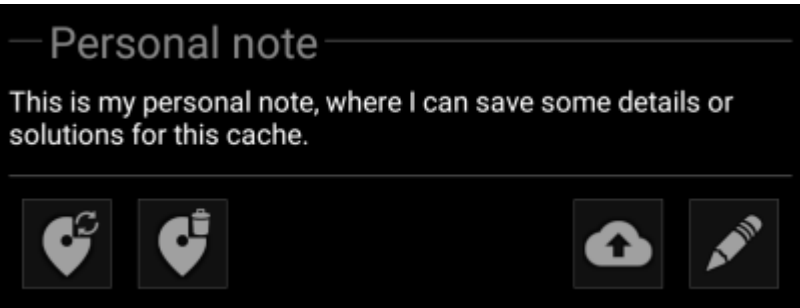 Personal note
This is my personal note, where I can save some details or
solutions for this cache.